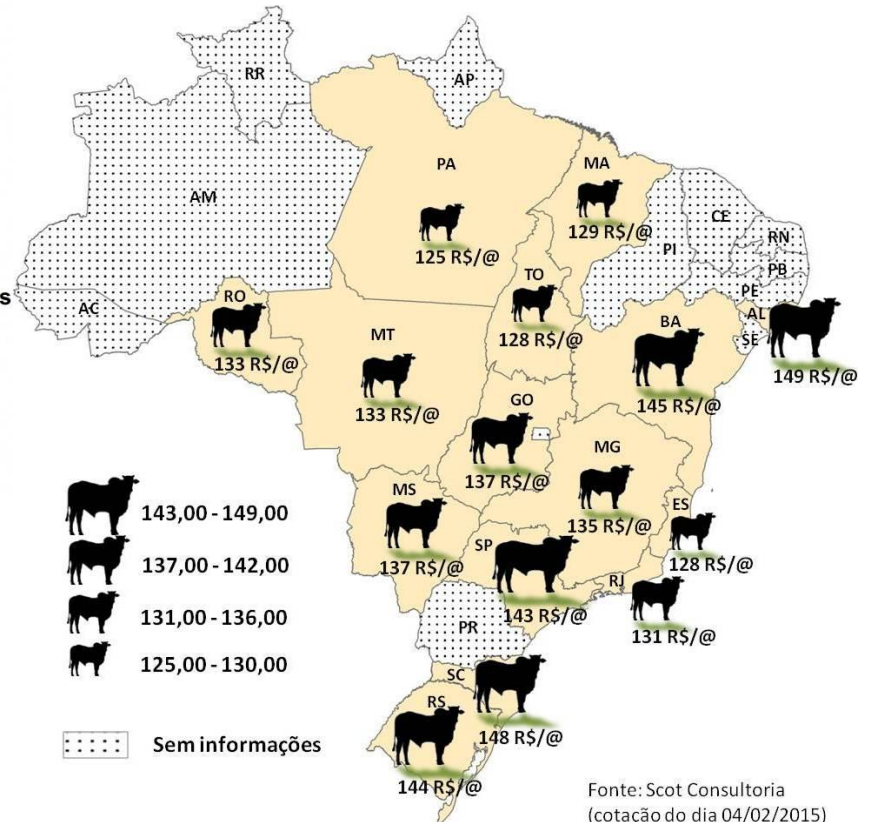 RR
AP
AM
PA
125 R$/@
MA
129 R$/@
PI
CE
RN
PB
PE
AL
SE
149 R$/@
s
AC
RO
133 R$/@
MT
133 R$/@
TO
128 R$/@
BA
145 R$/@
GO
137 R$/@
MG
135 R$/@
MS
137 R$/@
ES
128 R$/@
SP
143 R$/@
RJ
131 R$/@
PR
SC
148 R$/@
RS
144 R$/@
143,00 - 149,00
137,00 - 142,00
131,00 - 136,00
125,00 - 130,00
Sem informações
Fonte: Scot Consultoria
(cotação do dia 04/02/2015)